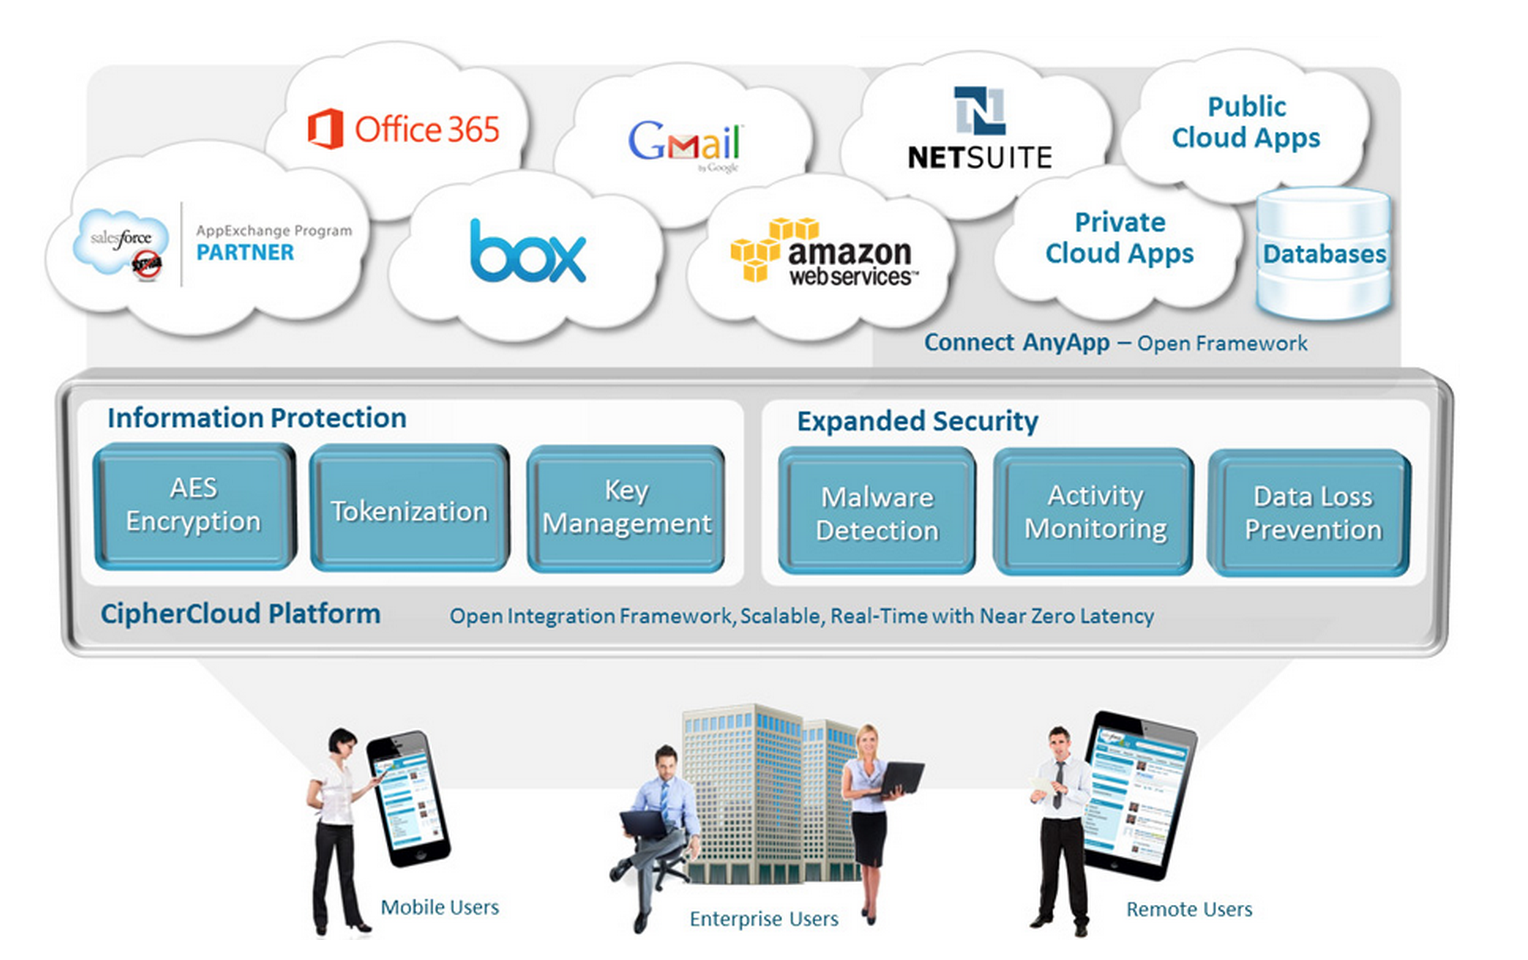 Office 365
Gmail
by Google
NETSUITE
Public
Cloud Apps
salesforce
SOFTWARE
AppExchange Program
PARTNER
box
amazon
web services™
Private
Cloud Apps
Databases
Connect AnyApp – Open Framework
Information Protection
Expanded Security
AES
Encryption
Tokenization
Key
Management
Malware
Detection
Activity
Monitoring
Data Loss
Prevention
CipherCloud Platform
Open Integration Framework, Scalable, Real-Time with Near Zero Latency
Mobile Users
Enterprise Users
Remote Users